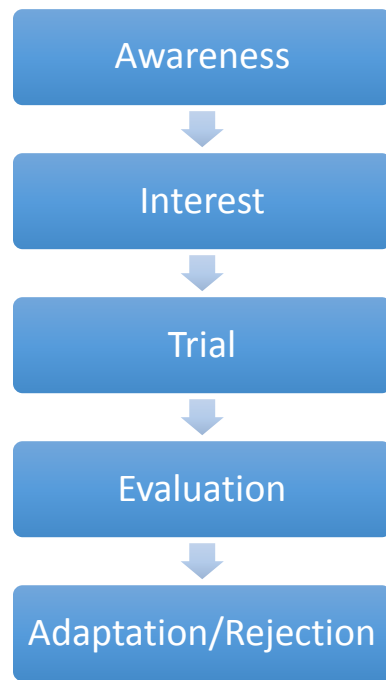 Awareness
Interest
Trial
Evaluation
Adaptation/Rejection